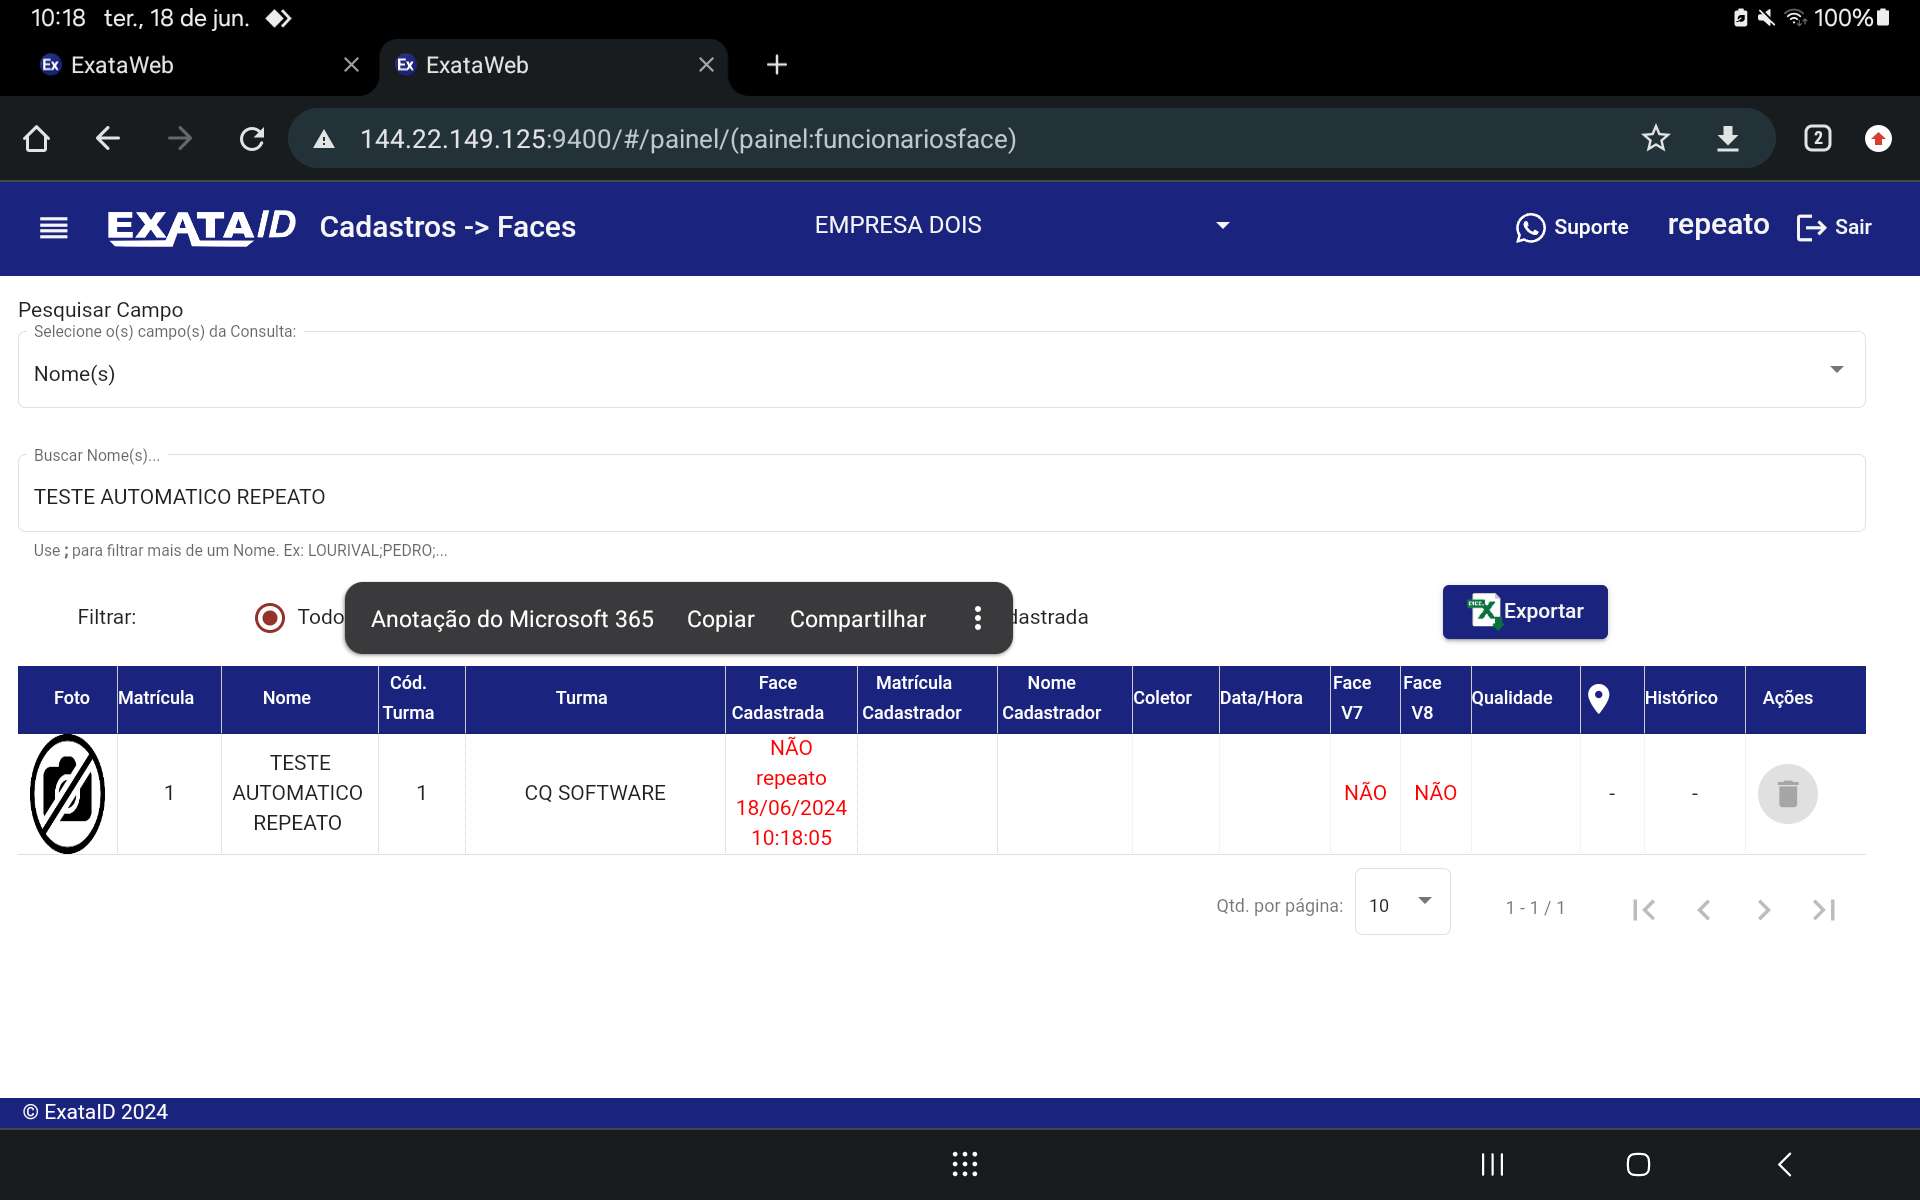 10:18 ter., 18 de jun. 100%
Ex ExataWeb
Ex ExataWeb
144.22.149.125:9400/#/painel/(painel:funcionariosface) 2
EXATAID Cadastros -> Faces EMPRESA DOIS Suporte repeato Sair
Pesquisar Campo
Selecione o(s) campo(s) da Consulta:
Nome(s)
Buscar Nome(s)...
TESTE AUTOMATICO REPEATO
Use ; para filtrar mais de um Nome. Ex: LOURIVAL;PEDRO;...
Filtrar: Todo Anotação do Microsoft 365 Copiar Compartilhar dastrada Exportar
Foto Matrícula Nome Cód. Turma Turma Face Cadastrada Matrícula Cadastrador Nome Cadastrador Coletor Data/Hora Face V7 Face V8 Qualidade Histórico Ações
1 TESTE AUTOMATICO REPEATO 1 CQ SOFTWARE NÃO repeato 18/06/2024 10:18:05 NÃO NÃO - -
Qtd. por página: 10 1 - 1 / 1
© ExataID 2024